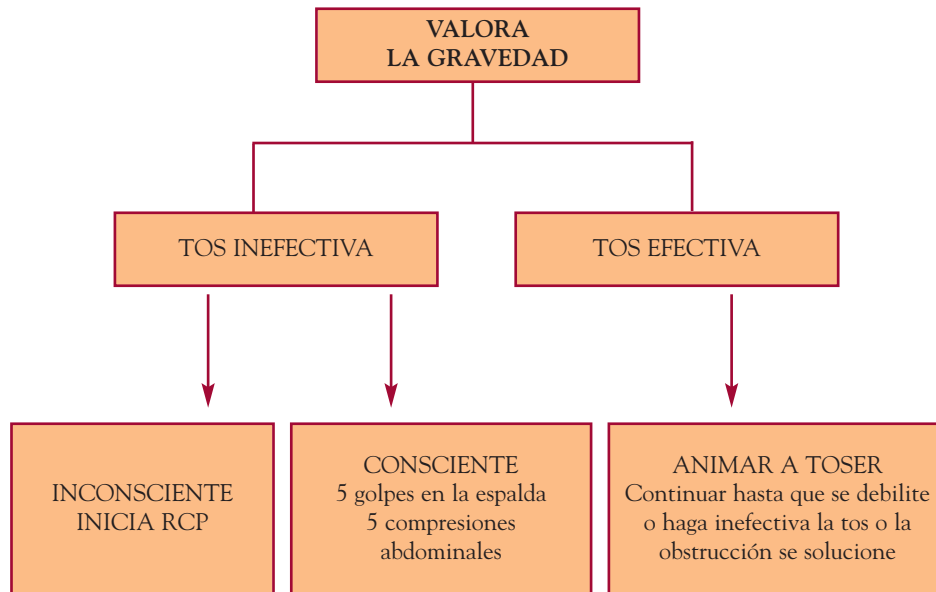 VALORA
LA GRAVEDAD
TOS INEFECTIVA
TOS EFECTIVA
INCONSCIENTE
INICIA RCP
CONSCIENTE
5 golpes en la espalda
5 compresiones
abdominales
ANIMAR A TOSER
Continuar hasta que se debilite
o haga inefectiva la tos o la
obstrucción se solucione